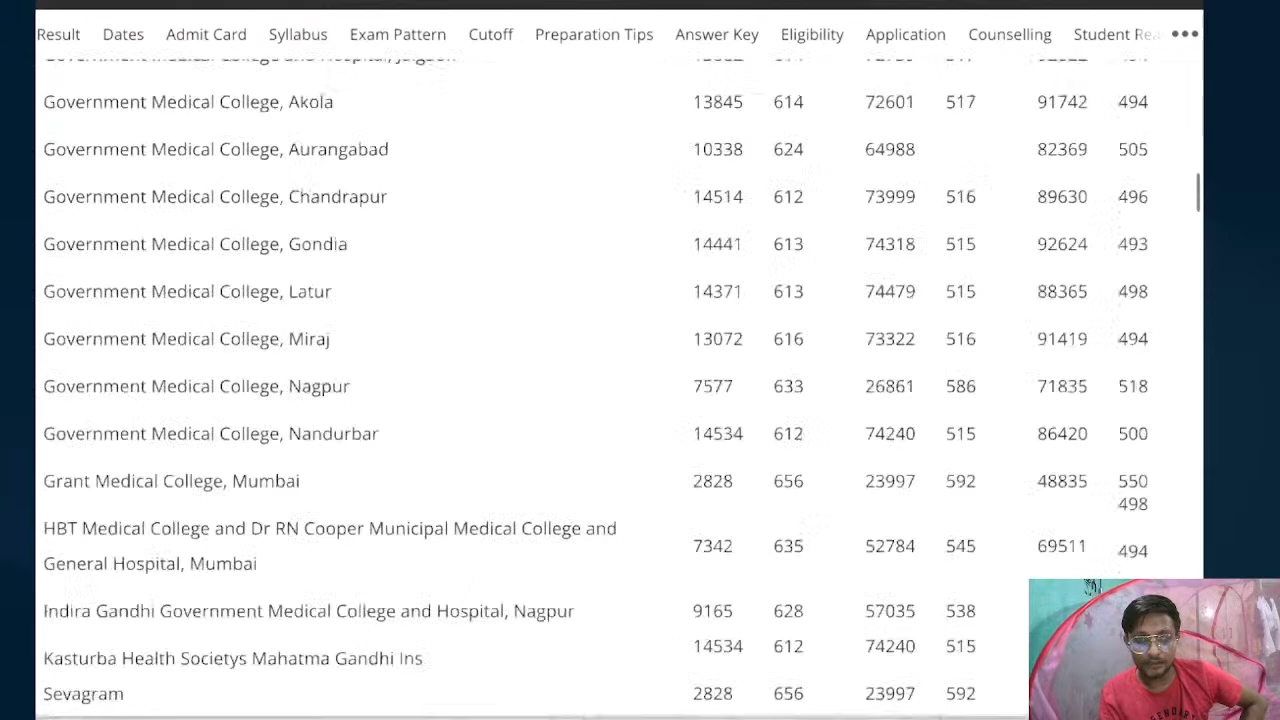 Result Dates Admit Card Syllabus Exam Pattern Cutoff Preparation Tips Answer Key Eligibility Application Counselling Student Rea •••
Government Medical College, Akola 13845 614 72601 517 91742 494
Government Medical College, Aurangabad 10338 624 64988 82369 505
Government Medical College, Chandrapur 14514 612 73999 516 89630 496
Government Medical College, Gondia 14441 613 74318 515 92624 493
Government Medical College, Latur 14371 613 74479 515 88365 498
Government Medical College, Miraj 13072 616 73322 516 91419 494
Government Medical College, Nagpur 7577 633 26861 586 71835 518
Government Medical College, Nandurbar 14534 612 74240 515 86420 500
Grant Medical College, Mumbai 2828 656 23997 592 48835 550
498
HBT Medical College and Dr RN Cooper Municipal Medical College and
7342 635 52784 545 69511 494
General Hospital, Mumbai
Indira Gandhi Government Medical College and Hospital, Nagpur 9165 628 57035 538
14534 612 74240 515
Kasturba Health Societys Mahatma Gandhi Ins
Sevagram 2828 656 23997 592